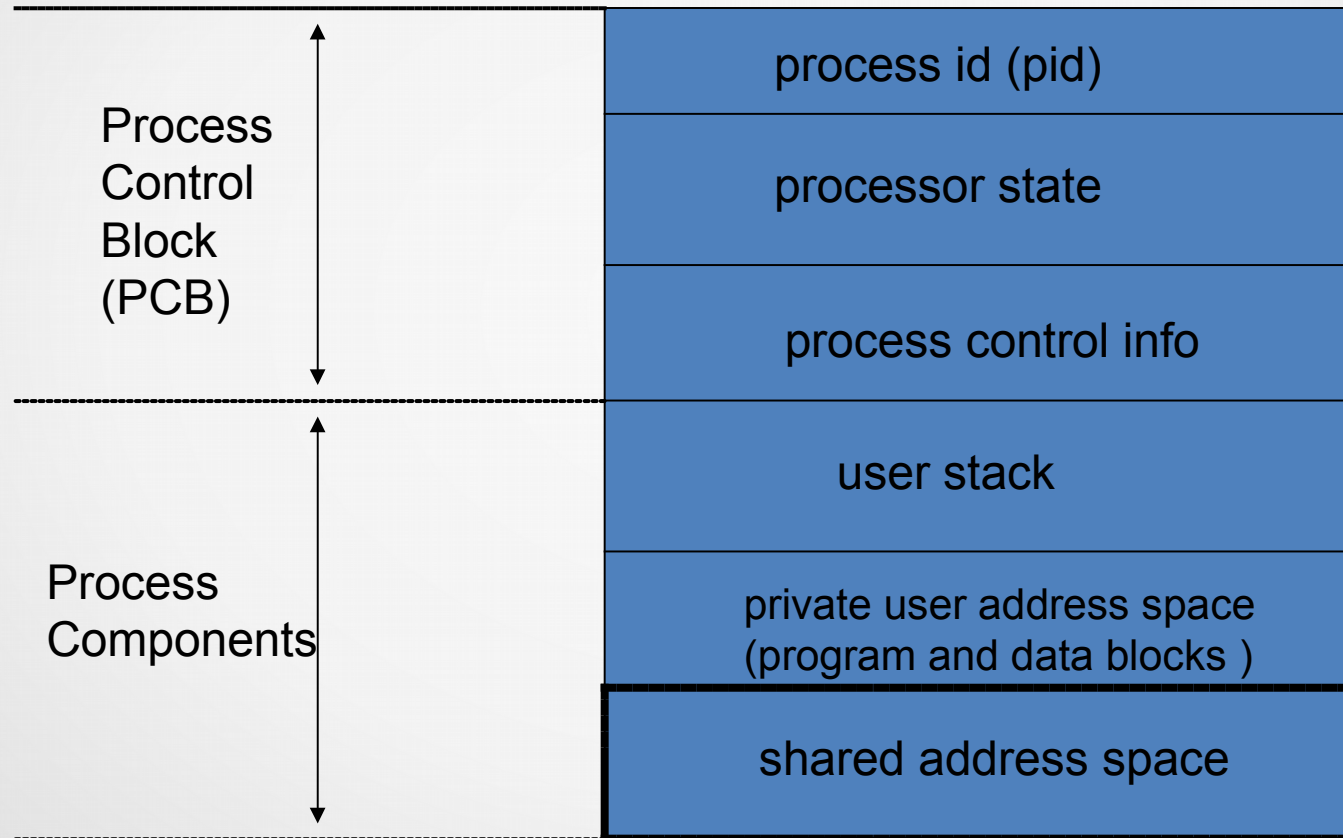 Process
Control
Block
(PCB)
process id (pid)
processor state
process control info
Process
Components
user stack
private user address space
(program and data blocks )
shared address space